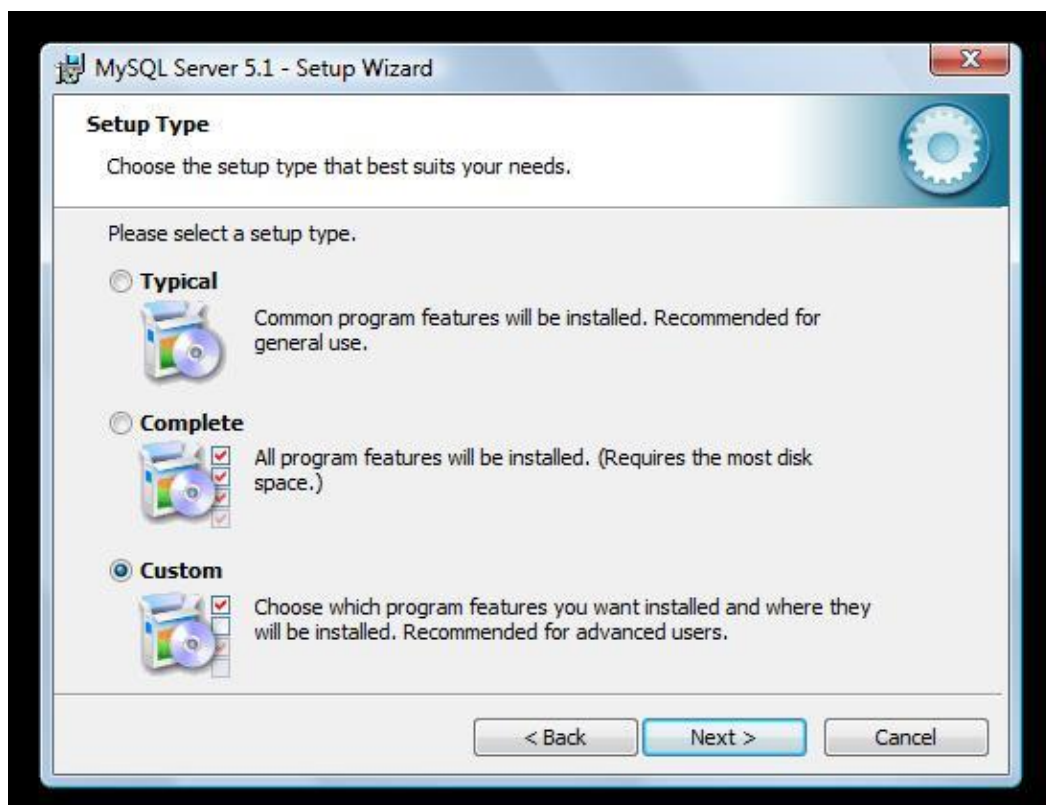 MySQL Server 5.1 - Setup Wizard
Setup Type
Choose the setup type that best suits your needs.
Please select a setup type.
Typical
Common program features will be installed. Recommended for
general use.
Complete
All program features will be installed. (Requires the most disk
space.)
Custom
Choose which program features you want installed and where they
will be installed. Recommended for advanced users.
< Back Next > Cancel